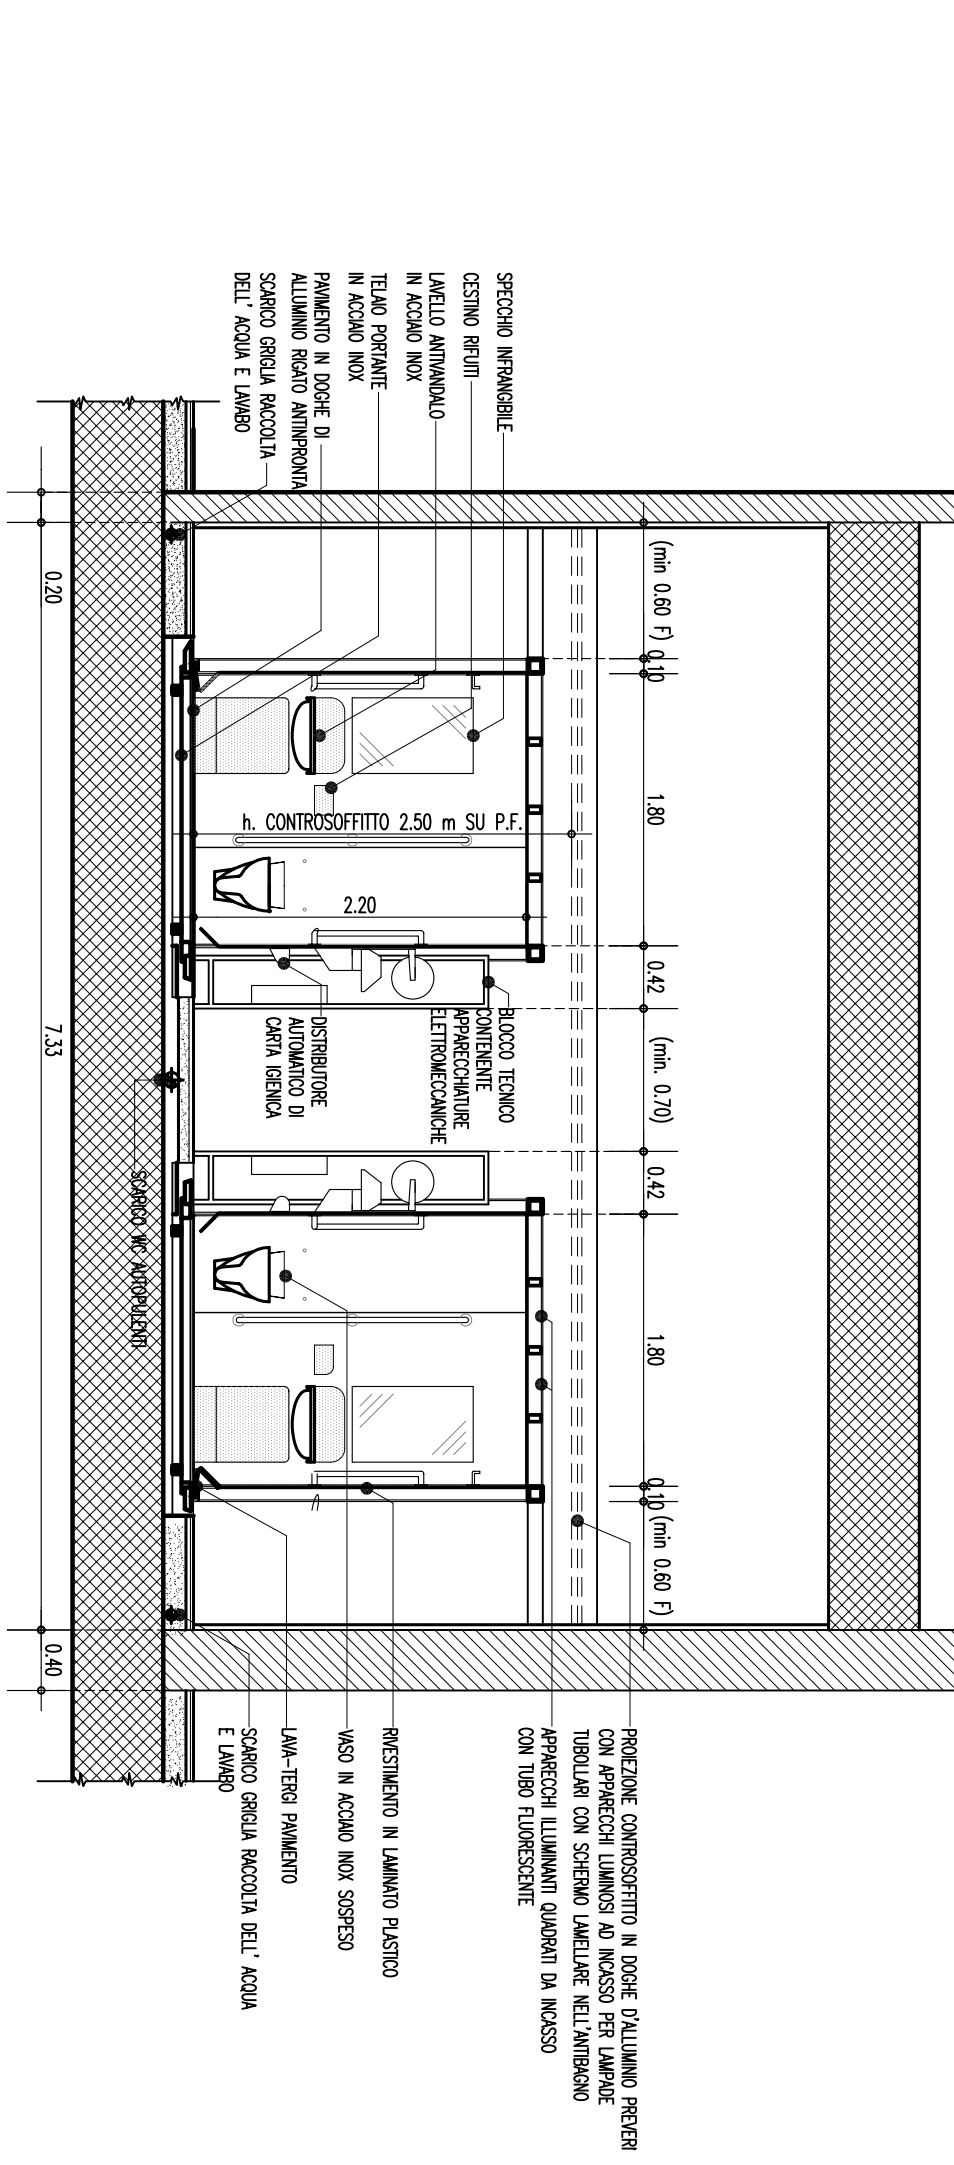 SPECCHIO INFRANGIBILE
CESTINO RIFUITI
LAVELLO ANTIVANDALO
IN ACCIAIO INOX
TELAIO PORTANTE
IN ACCIAIO INOX
PAVIMENTO IN DOGHE DI
ALLUMINIO RIGATO ANTINPRONTA
SCARICO GRIGLIA RACCOLTA
DELL' ACQUA E LAVABO
(min 0.60 F)
0.10
1.80
0.42
(min. 0.70)
0.42
1.80
0.10
(min 0.60 F)
h. CONTROSOFFITTO 2.50 m SU P.F.
2.20
BLOCCO TECNICO
CONTENENTE
APPARECCHIATURE
ELETTROMECCANICHE
DISTRIBUTORE
AUTOMATICO DI
CARTA IGIENICA
SCARICO WC AUTOPULENTI
0.20
7.33
0.40
PROIEZIONE CONTROSOFFITTO IN DOGHE D'ALLUMINIO PREVERI
CON APPARECCHI LUMINOSI AD INCASSO PER LAMPADE
TUBOLLARI CON SCHERMO LAMELLARE NELL'ANTIBAGNO
APPARECCHI ILLUMINANTI QUADRATI DA INCASSO
CON TUBO FLUORESCENTE
RIVESTIMENTO IN LAMINATO PLASTICO
VASO IN ACCIAIO INOX SOSPESO
LAVA-TERGI PAVIMENTO
SCARICO GRIGLIA RACCOLTA DELL' ACQUA
E LAVABO